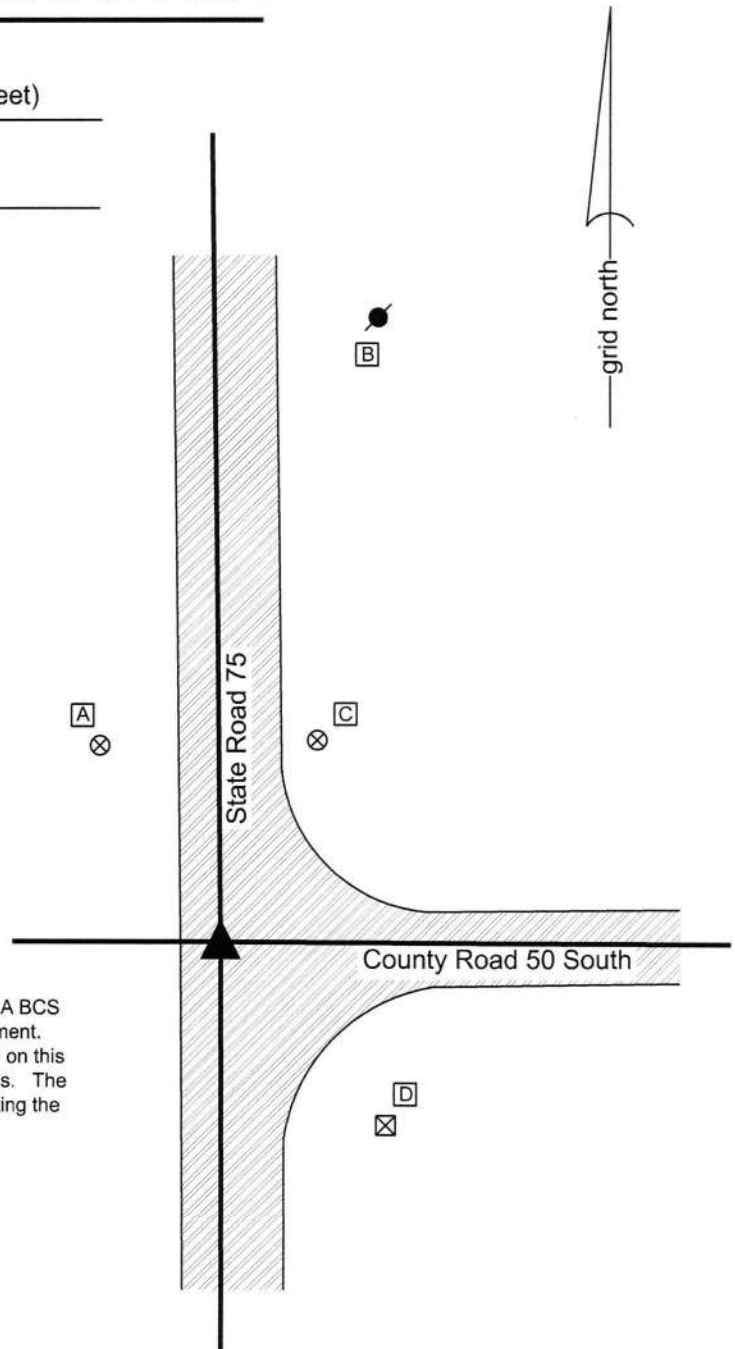 eet)
grid north
B
State Road 75
A
C
County Road 50 South
A BCS
ment.
on this
s. The
ing the
D